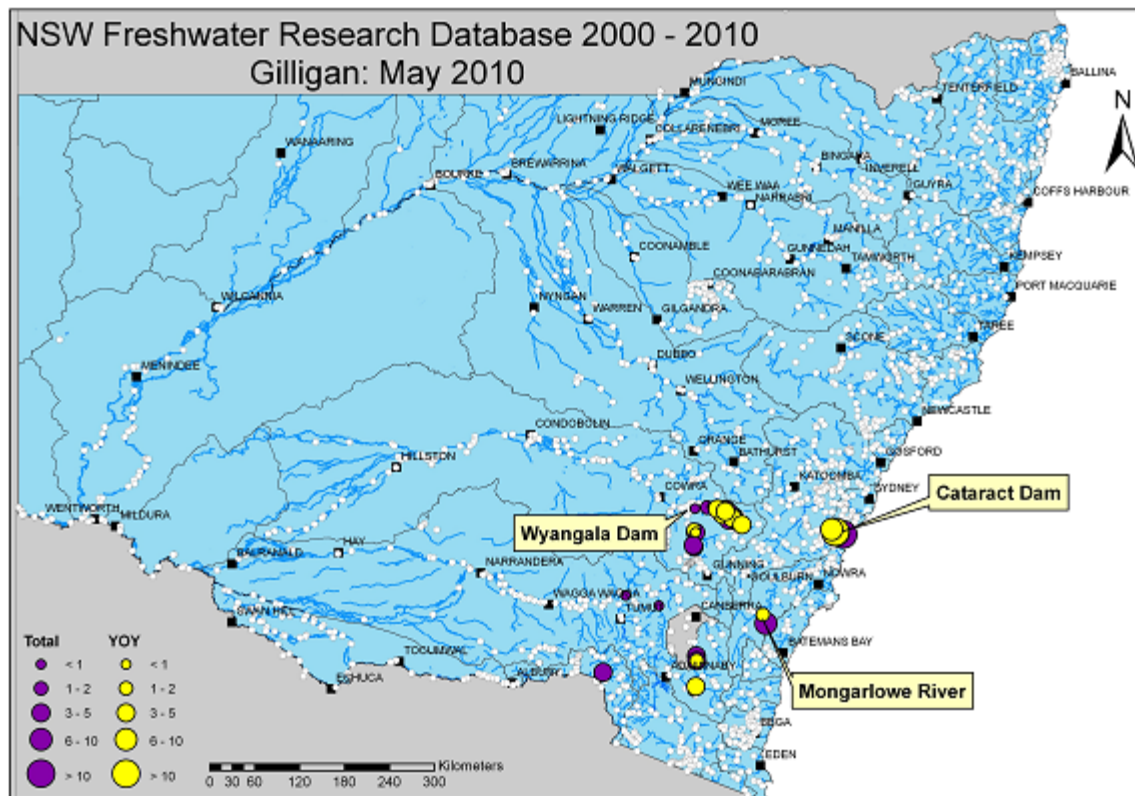 NSW Freshwater Research Database 2000 - 2010
Gilligan: May 2010
N
MUNGINDI
BALLINA
TENTERFIELD
LIGHTNING RIDGE
COLLARENEBRI
MOREE
WANAARING
BREWARRINA
BINGARA
INVERELL
BOURKE
WALGETT
WEE WAA
NARRABRI
GUYRA
COFFS HARBOUR
COONAMBLE
MANILLA
GUNNEDAH
TAMWORTH
KEMPSEY
COONABARABRAN
PORT MACQUARIE
WILCANNIA
NYNGAN
WARREN
GILGANDRA
TAREE
SCONE
MENINDEE
DUBBO
WELLINGTON
NEWCASTLE
CONDOBOLIN
ORANGE
BATHURST
GOSFORD
HILLSTON
KATOOMBA
COWRA
SYDNEY
Cataract Dam
WENTWORTH
MILDURA
Wyangala Dam
HAY
BALRANALD
NARRANDERA
GUNNING
GOULBURN
NOWRA
WAGGA WAGGA
TUMUT
CANBERRA
SWAN HILL
BATEMANS BAY
TOCUMWAL
ALBURY
ADAMINABY
ECHUCA
Mongarlowe River
BEGA
EDEN
Total YOY
< 1 < 1
1 - 2 1 - 2
3 - 5 3 - 5
6 - 10 6 - 10
> 10 > 10
Kilometers
0 30 60 120 180 240 300